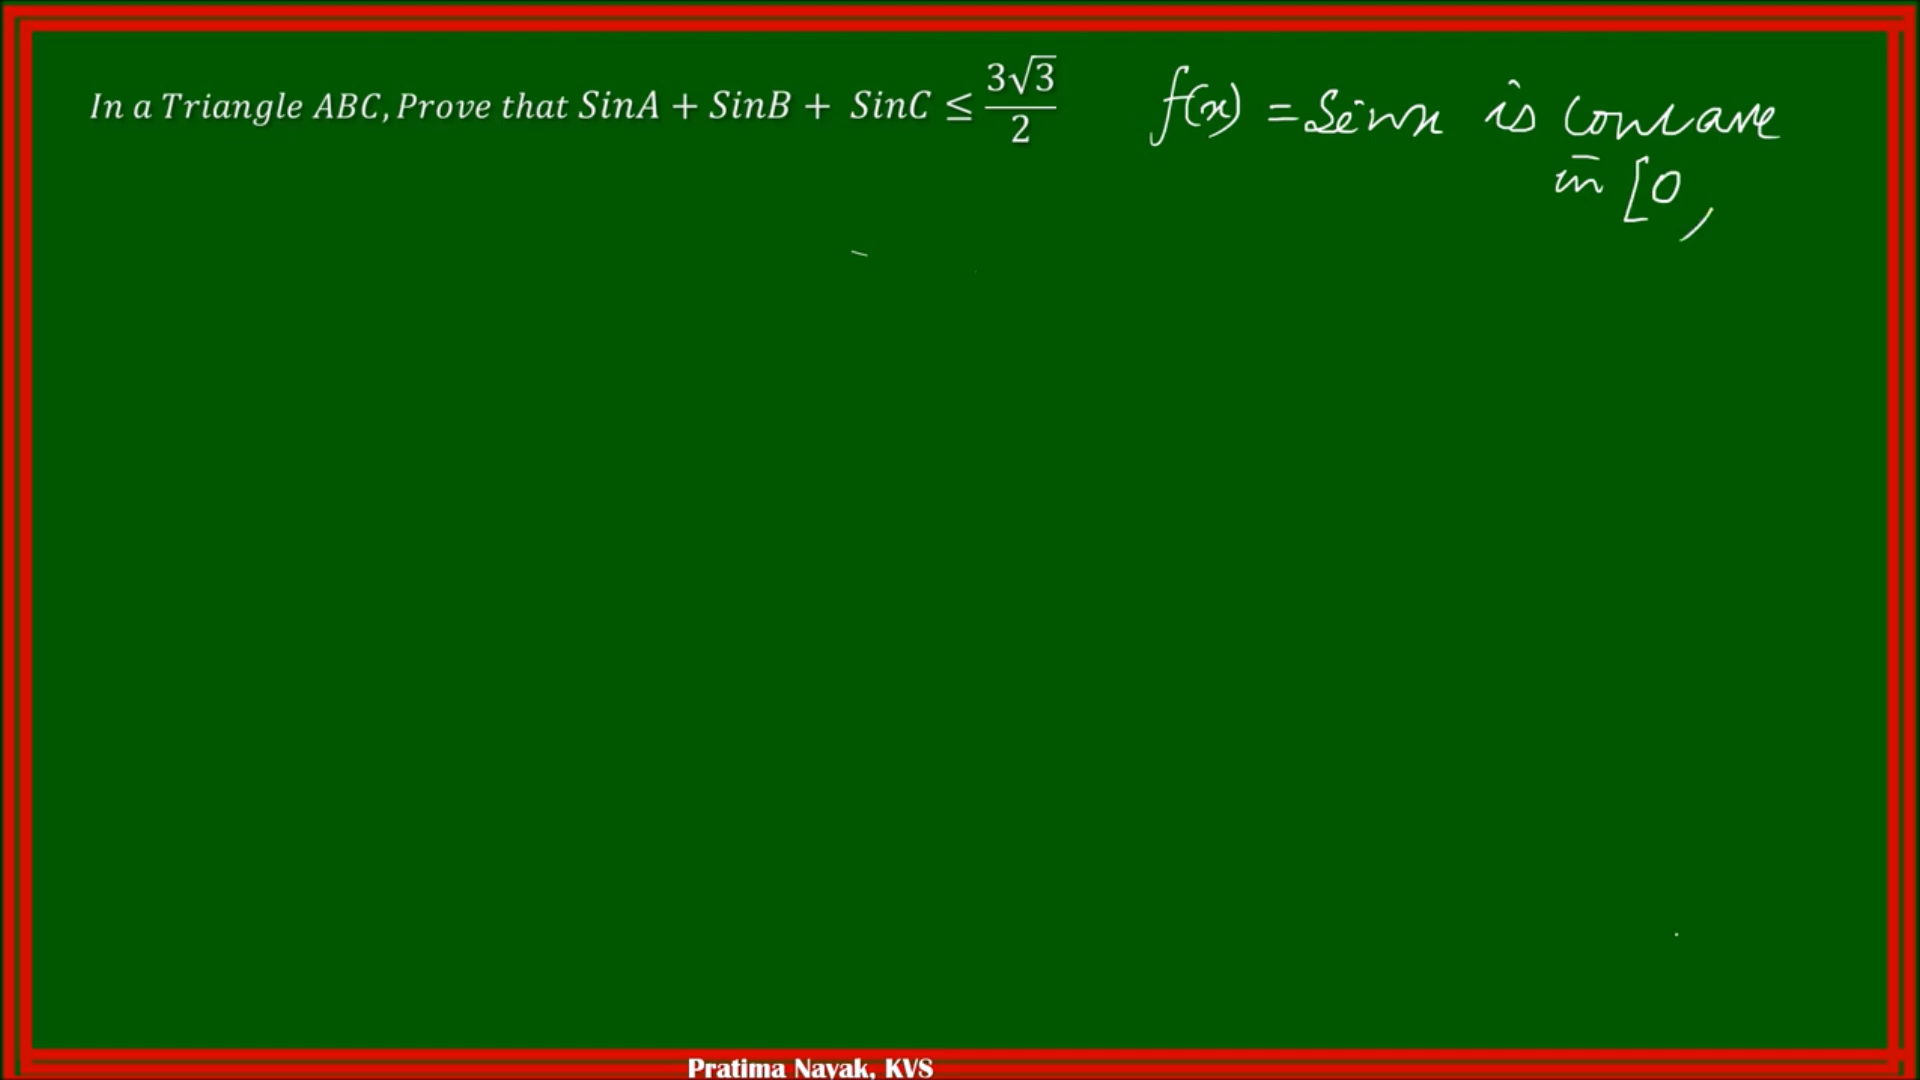 In a Triangle ABC, Prove that SinA + SinB + SinC ≤ 3√3/2
f(x) = Sinx is concave
in [0,
Pratima Nayak, KVS